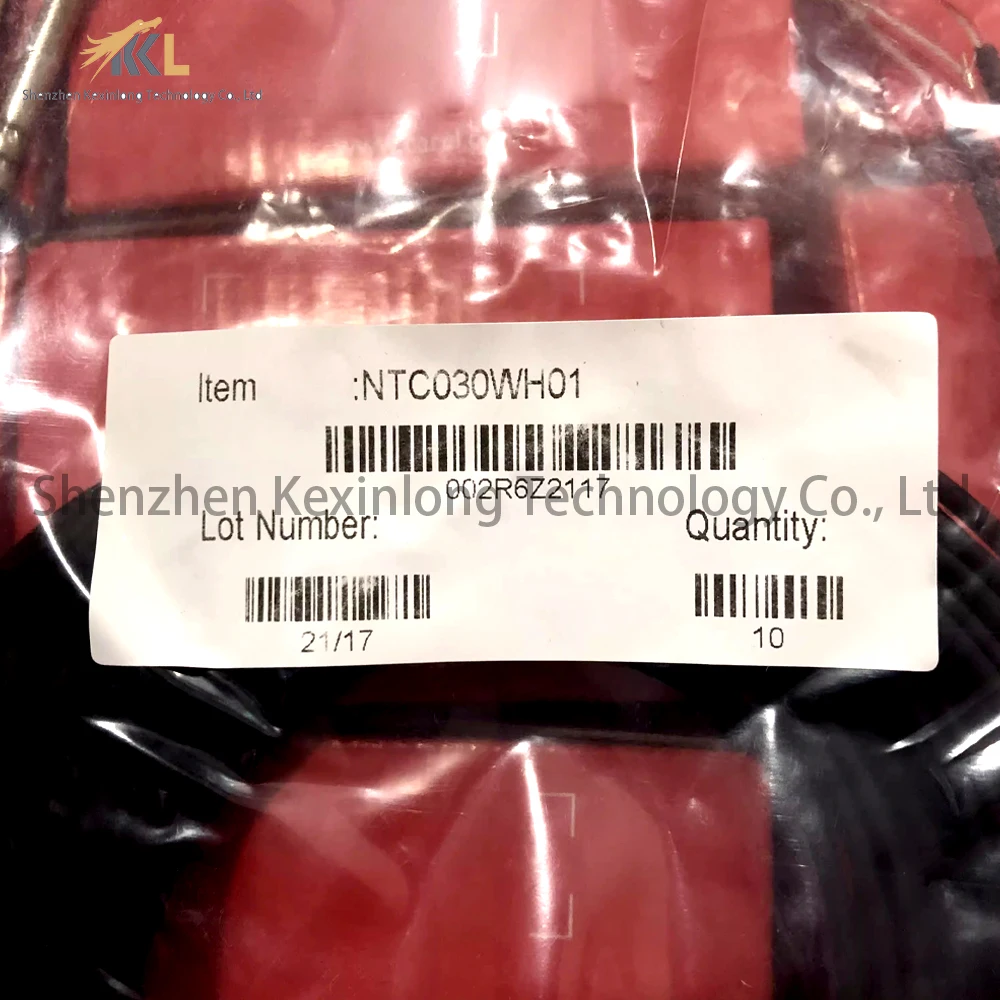 KKL
Shenzhen Kexinlong Technology Co., Ltd
Item :NTC030WH01
002R6Z2117
Shenzhen Kexinlong Technology Co., Ltd
Lot Number: Quantity:
21/17 10